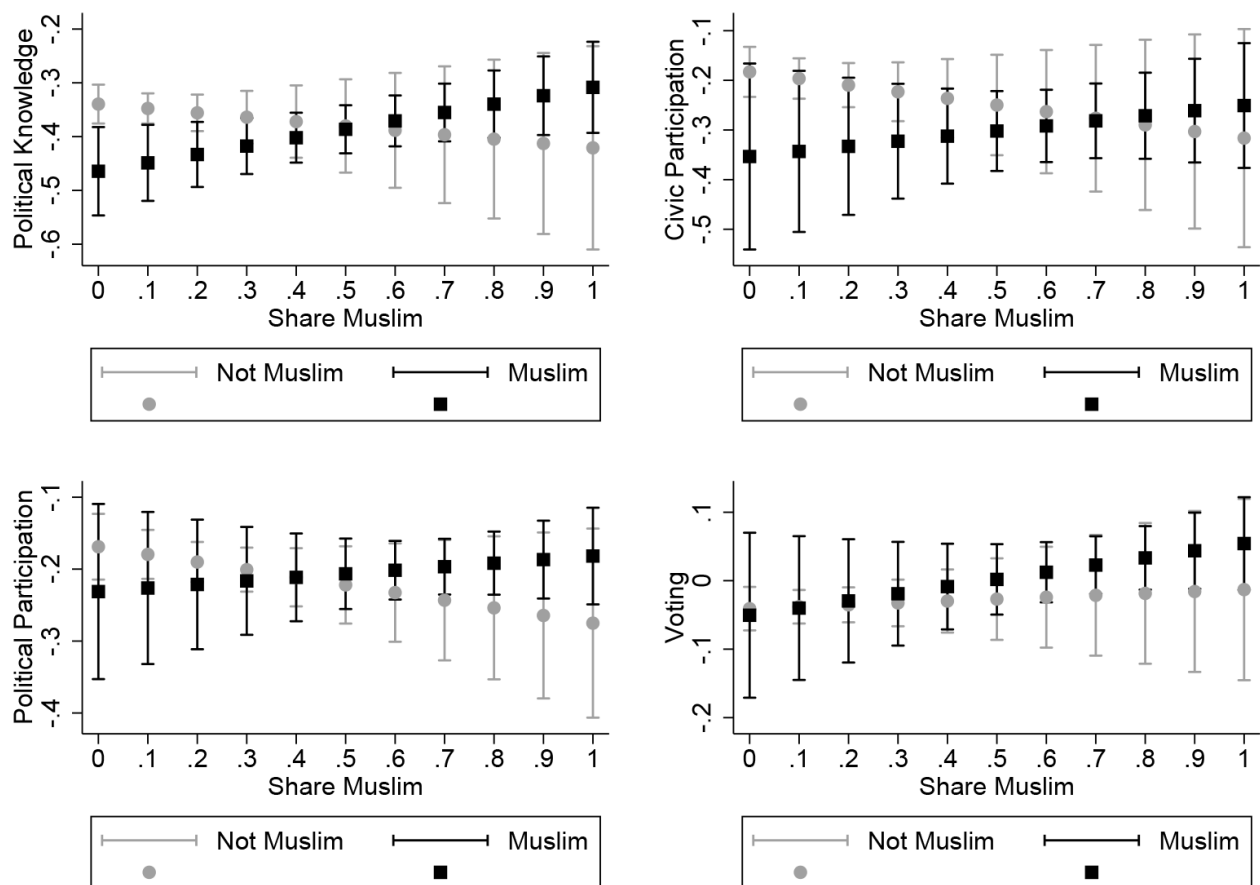 Political Knowledge
-.2
-.3
-.4
-.5
-.6
0 .1 .2 .3 .4 .5 .6 .7 .8 .9 1
Share Muslim
Not Muslim Muslim
Civic Participation
-.1
-.2
-.3
-.4
-.5
0 .1 .2 .3 .4 .5 .6 .7 .8 .9 1
Share Muslim
Not Muslim Muslim
Political Participation
-.1
-.2
-.3
-.4
0 .1 .2 .3 .4 .5 .6 .7 .8 .9 1
Share Muslim
Not Muslim Muslim
Voting
.1
0
-.1
-.2
0 .1 .2 .3 .4 .5 .6 .7 .8 .9 1
Share Muslim
Not Muslim Muslim